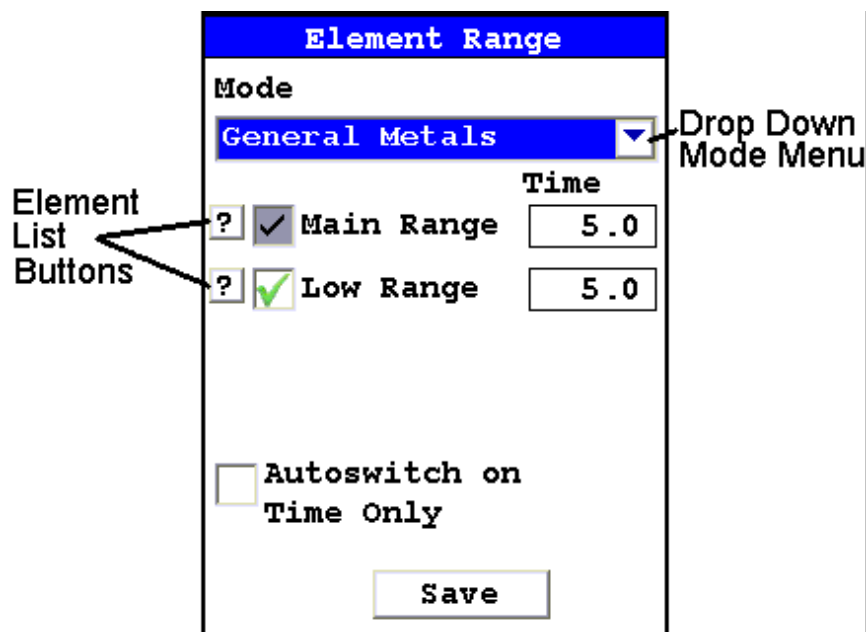 Element Range
Mode
General Metals
Drop Down
Mode Menu
Time
Element
List
Buttons
? Main Range 5.0
? Low Range 5.0
Autoswitch on
Time Only
Save